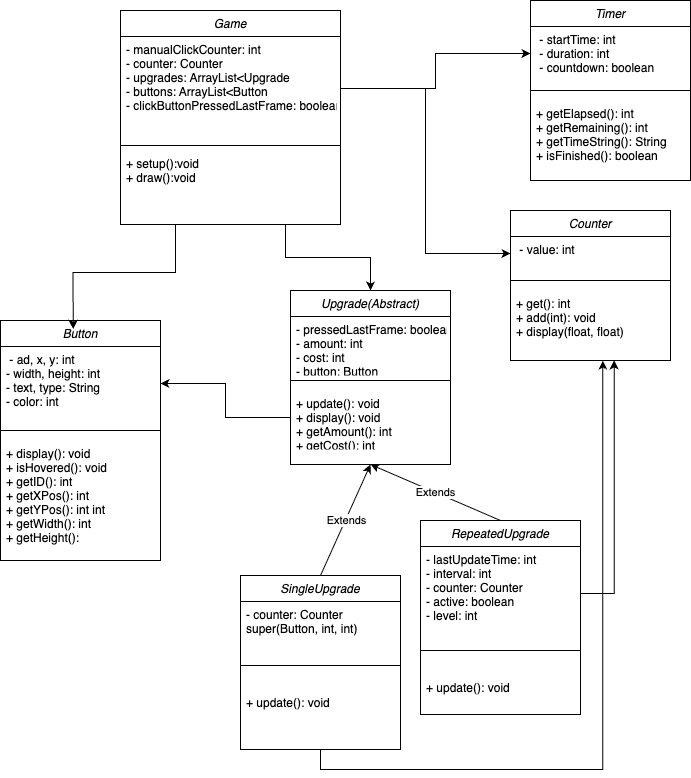 Game
- manualClickCounter: int
- counter: Counter
- upgrades: ArrayList<Upgrade
- buttons: ArrayList<Button
- clickButtonPressedLastFrame: boolea
+ setup():void
+ draw():void
Timer
- startTime: int
- duration: int
- countdown: boolean
+ getElapsed(): int
+ getRemaining(): int
+ getTimeString(): String
+ isFinished(): boolean
Counter
- value: int
+ get(): int
+ add(int): void
+ display(float, float)
Upgrade(Abstract)
- pressedLastFrame: boolea
- amount: int
- cost: int
- button: Button
+ update(): void
+ display(): void
+ getAmount(): int
+ getCost(): int
Button
- ad, x, y: int
- width, height: int
- text, type: String
- color: int
+ display(): void
+ isHovered(): void
+ getID(): int
+ getXPos(): int
+ getYPos(): int int
+ getWidth(): int
+ getHeight():
Extends
Extends
RepeatedUpgrade
- lastUpdateTime: int
- interval: int
- counter: Counter
- active: boolean
- level: int
+ update(): void
SingleUpgrade
- counter: Counter
super(Button, int, int)
+ update(): void